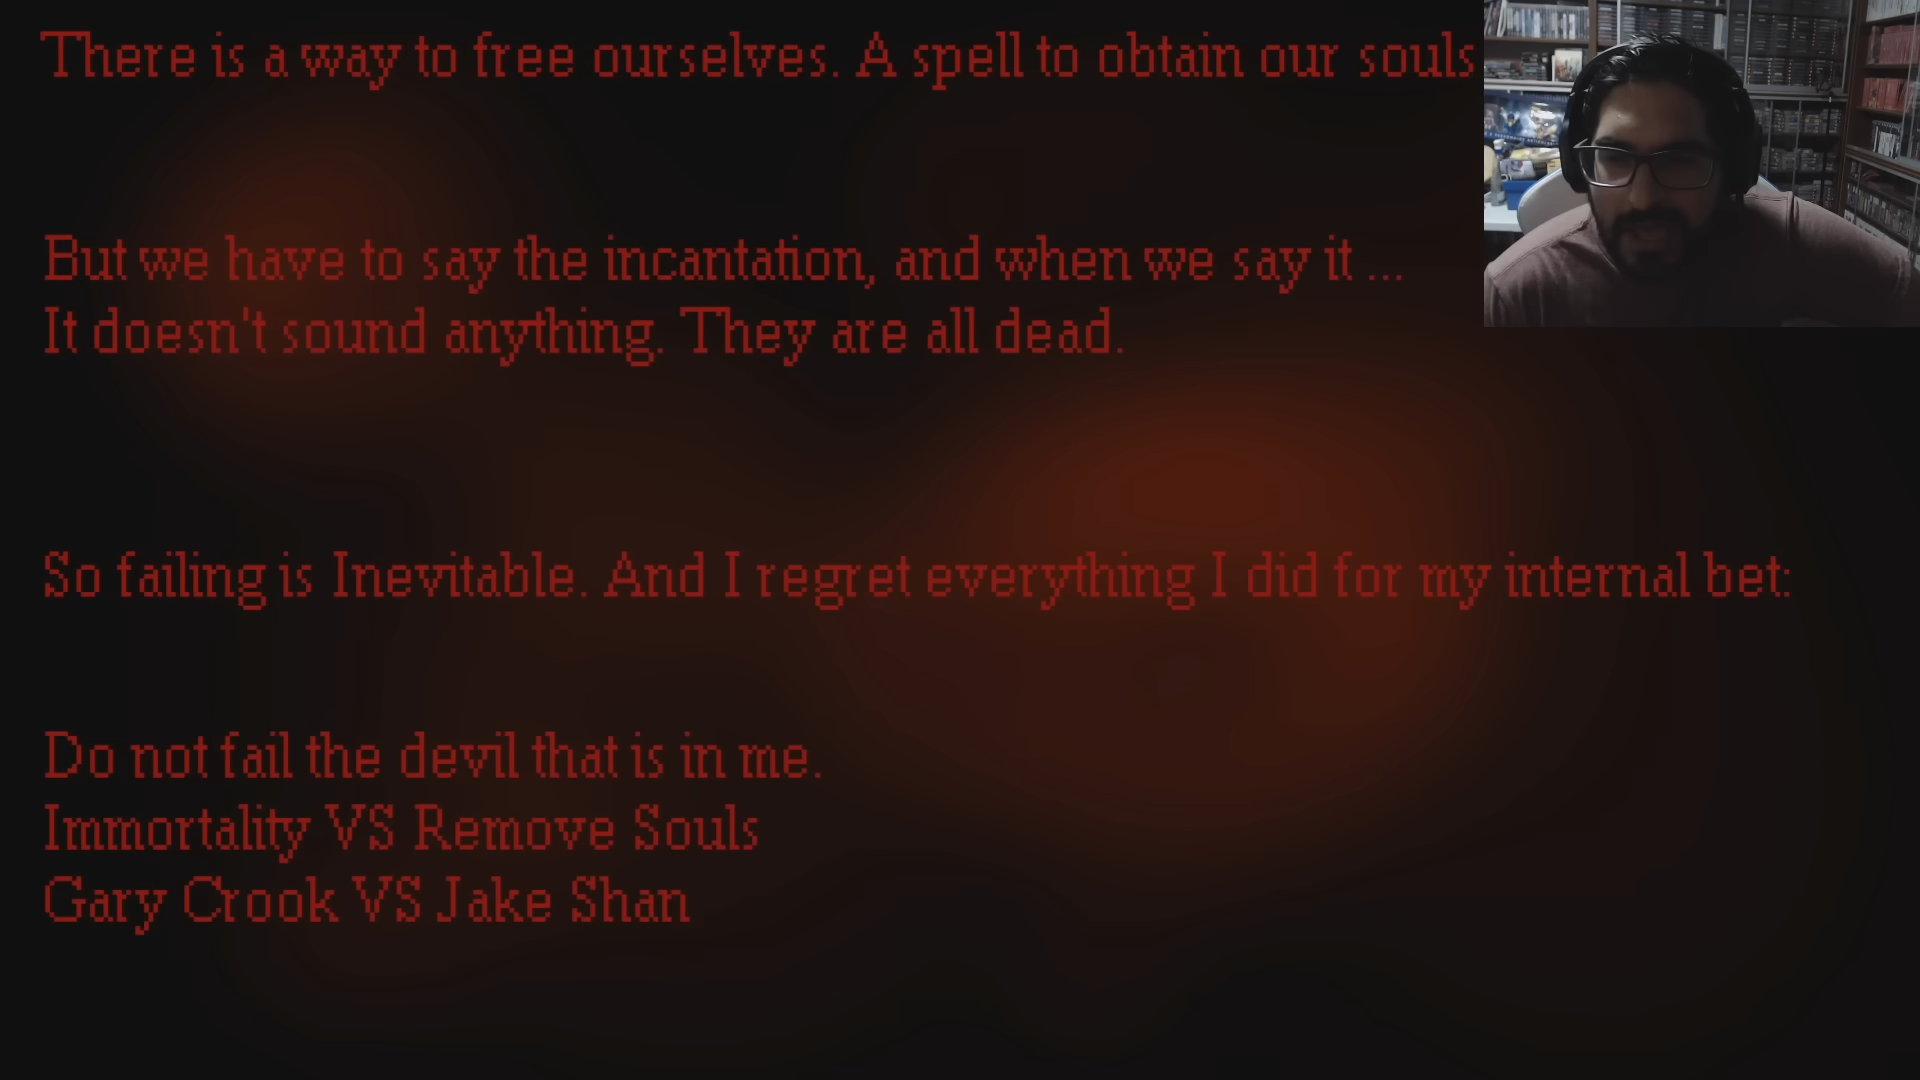 There is a way to free ourselves. A spell to obtain our souls
But we have to say the incantation, and when we say it ...
It doesn't sound anything. They are all dead.
So failing is Inevitable. And I regret everything I did for my internal bet:
Do not fail the devil that is in me.
Immortality VS Remove Souls
Gary Crook VS Jake Shan